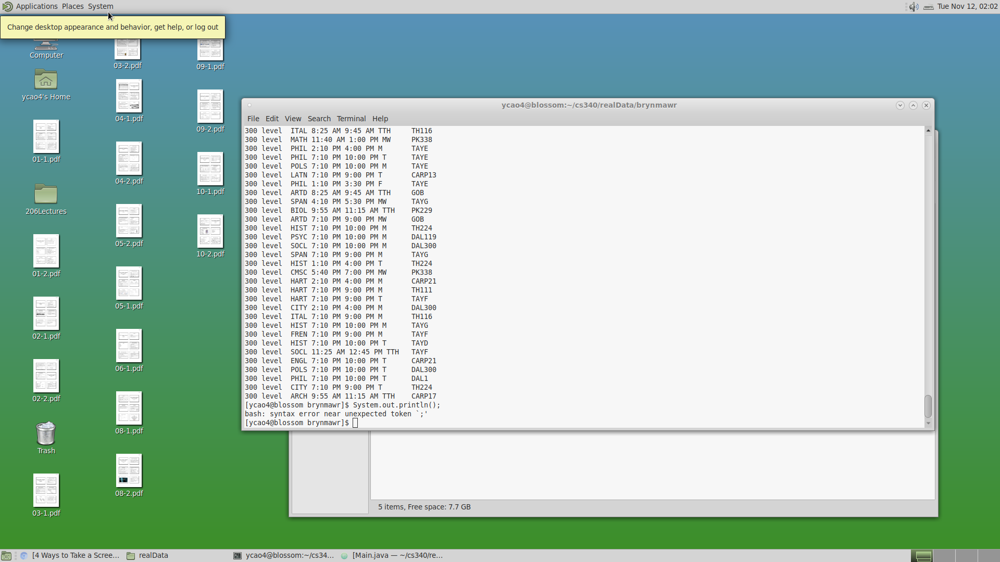 Applications Places System
Tue Nov 12, 02:02
Change desktop appearance and behavior, get help, or log out
Computer
ycao4's Home
01-1.pdf
206Lectures
01-2.pdf
02-1.pdf
02-2.pdf
Trash
03-1.pdf
03-2.pdf
04-1.pdf
04-2.pdf
05-2.pdf
05-1.pdf
06-1.pdf
08-1.pdf
08-2.pdf
09-1.pdf
09-2.pdf
10-1.pdf
10-2.pdf
ycao4@blossom:~/cs340/realData/brynmawr
File Edit View Search Terminal Help
300 level  ITAL 8:25 AM 9:45 AM TTH     TH116
300 level  MATH 11:40 AM 1:00 PM MW     PK338
300 level  PHIL 2:10 PM 4:00 PM M       TAYE
300 level  PHIL 7:10 PM 10:00 PM T      TAYE
300 level  POLS 7:10 PM 10:00 PM M      TAYE
300 level  LATN 7:10 PM 9:00 PM T       CARP13
300 level  PHIL 1:10 PM 3:30 PM F       TAYE
300 level  ARTD 8:25 AM 9:45 AM TTH     GOB
300 level  SPAN 4:10 PM 5:30 PM MW      TAYG
300 level  BIOL 9:55 AM 11:15 AM TTH    PK229
300 level  ARTD 7:10 PM 9:00 PM MW      GOB
300 level  HIST 7:10 PM 10:00 PM M      TH224
300 level  PSYC 7:10 PM 10:00 PM M      DAL119
300 level  SOCL 7:10 PM 10:00 PM M      DAL300
300 level  SPAN 7:10 PM 9:00 PM M       TAYG
300 level  HIST 1:10 PM 4:00 PM T       TH224
300 level  CMSC 5:40 PM 7:00 PM MW      PK338
300 level  HART 2:10 PM 4:00 PM M       CARP21
300 level  HART 7:10 PM 9:00 PM M       TH111
300 level  HART 7:10 PM 9:00 PM T       TAYF
300 level  CITY 2:10 PM 4:00 PM M       DAL300
300 level  ITAL 7:10 PM 9:00 PM M       TH116
300 level  HIST 7:10 PM 10:00 PM M      TAYG
300 level  FREN 7:10 PM 9:00 PM M       TAYF
300 level  HIST 7:10 PM 10:00 PM T      TAYD
300 level  SOCL 11:25 AM 12:45 PM TTH   TAYF
300 level  ENGL 7:10 PM 10:00 PM T      CARP21
300 level  POLS 7:10 PM 10:00 PM T      DAL300
300 level  PHIL 7:10 PM 10:00 PM T      DAL1
300 level  CITY 7:10 PM 9:00 PM T       TH224
300 level  ARCH 9:55 AM 11:15 AM TTH    CARP17
[ycao4@blossom brynmawr]$ System.out.println();
bash: syntax error near unexpected token `;'
[ycao4@blossom brynmawr]$
5 items, Free space: 7.7 GB
[4 Ways to Take a Scree...
realData
ycao4@blossom:~/cs34...
[Main.java — ~/cs340/re...